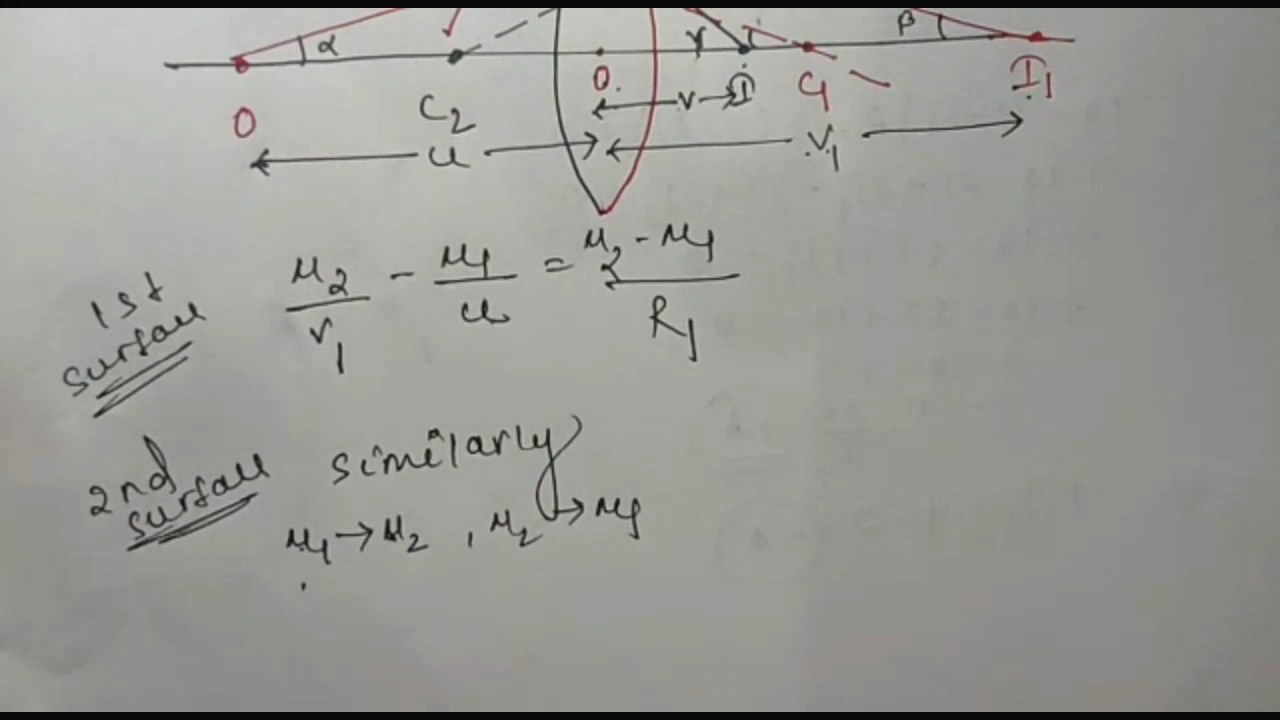 α γ β
O C₂ O. I C₁ I₁
v
u V₁
1st surface μ₂/v₁ - μ₁/u = μ₂ - μ₁/R₁
2nd surface similarly
μ₁ → μ₂ , μ₂ → μ₁